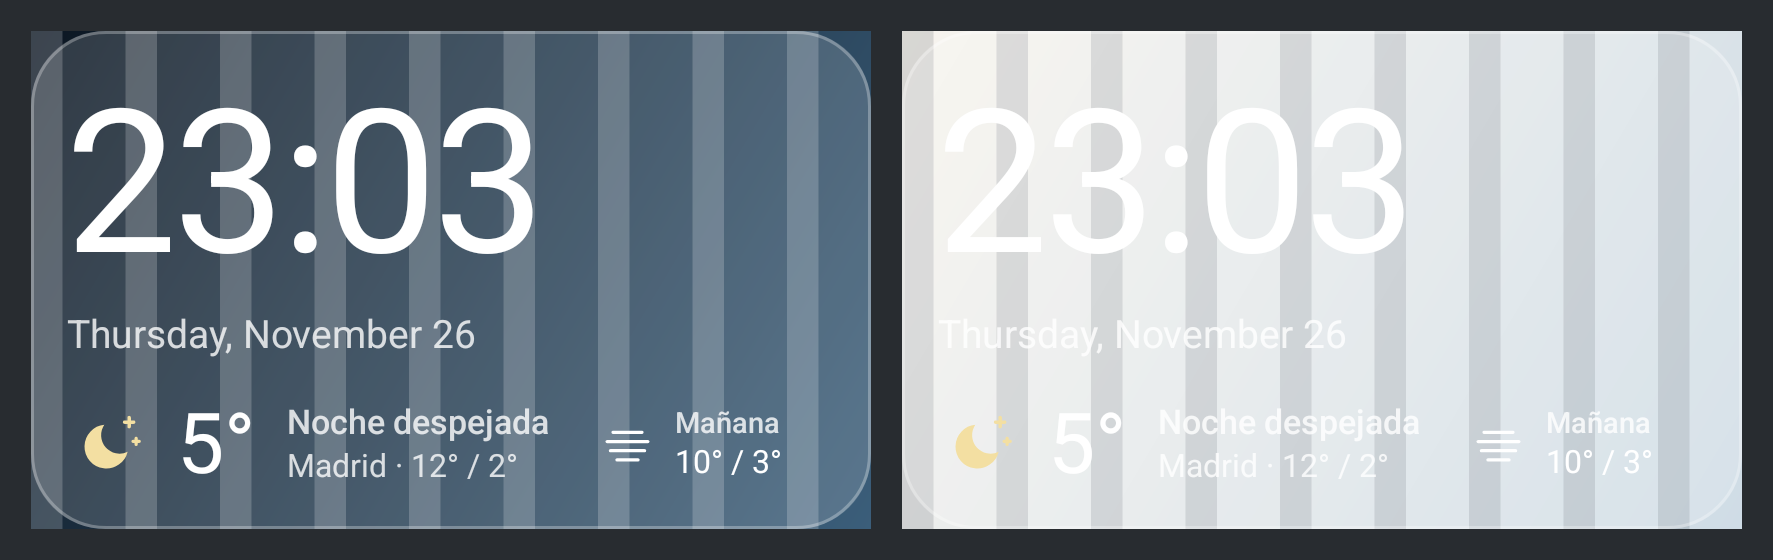 23:03
Thursday, November 26
5°
Noche despejada
Madrid · 12° / 2°
Mañana
10° / 3°
23:03
Thursday, November 26
5°
Noche despejada
Madrid · 12° / 2°
Mañana
10° / 3°